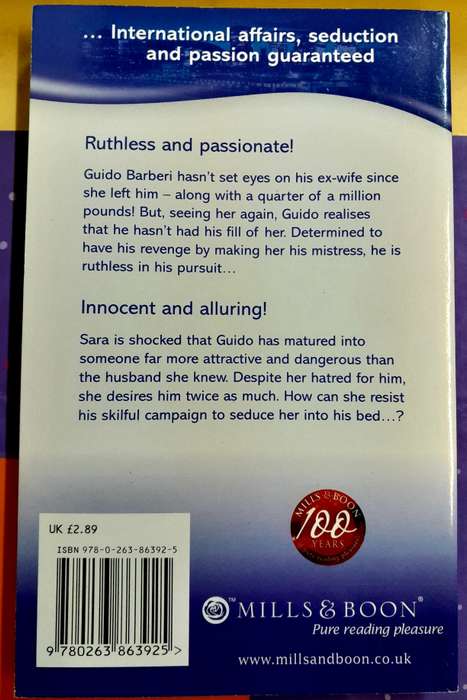 ... International affairs, seduction
and passion guaranteed
Ruthless and passionate!
Guido Barberi hasn't set eyes on his ex-wife since
she left him – along with a quarter of a million
pounds! But, seeing her again, Guido realises
that he hasn't had his fill of her. Determined to
have his revenge by making her his mistress, he is
ruthless in his pursuit...
Innocent and alluring!
Sara is shocked that Guido has matured into
someone far more attractive and dangerous than
the husband she knew. Despite her hatred for him,
she desires him twice as much. How can she resist
his skilful campaign to seduce her into his bed...?
MILLS & BOON
100
YEARS
UK £2.89
ISBN 978-0-263-86392-5
9 780263 863925 >
™ MILLS & BOON®
Pure reading pleasure
www.millsandboon.co.uk